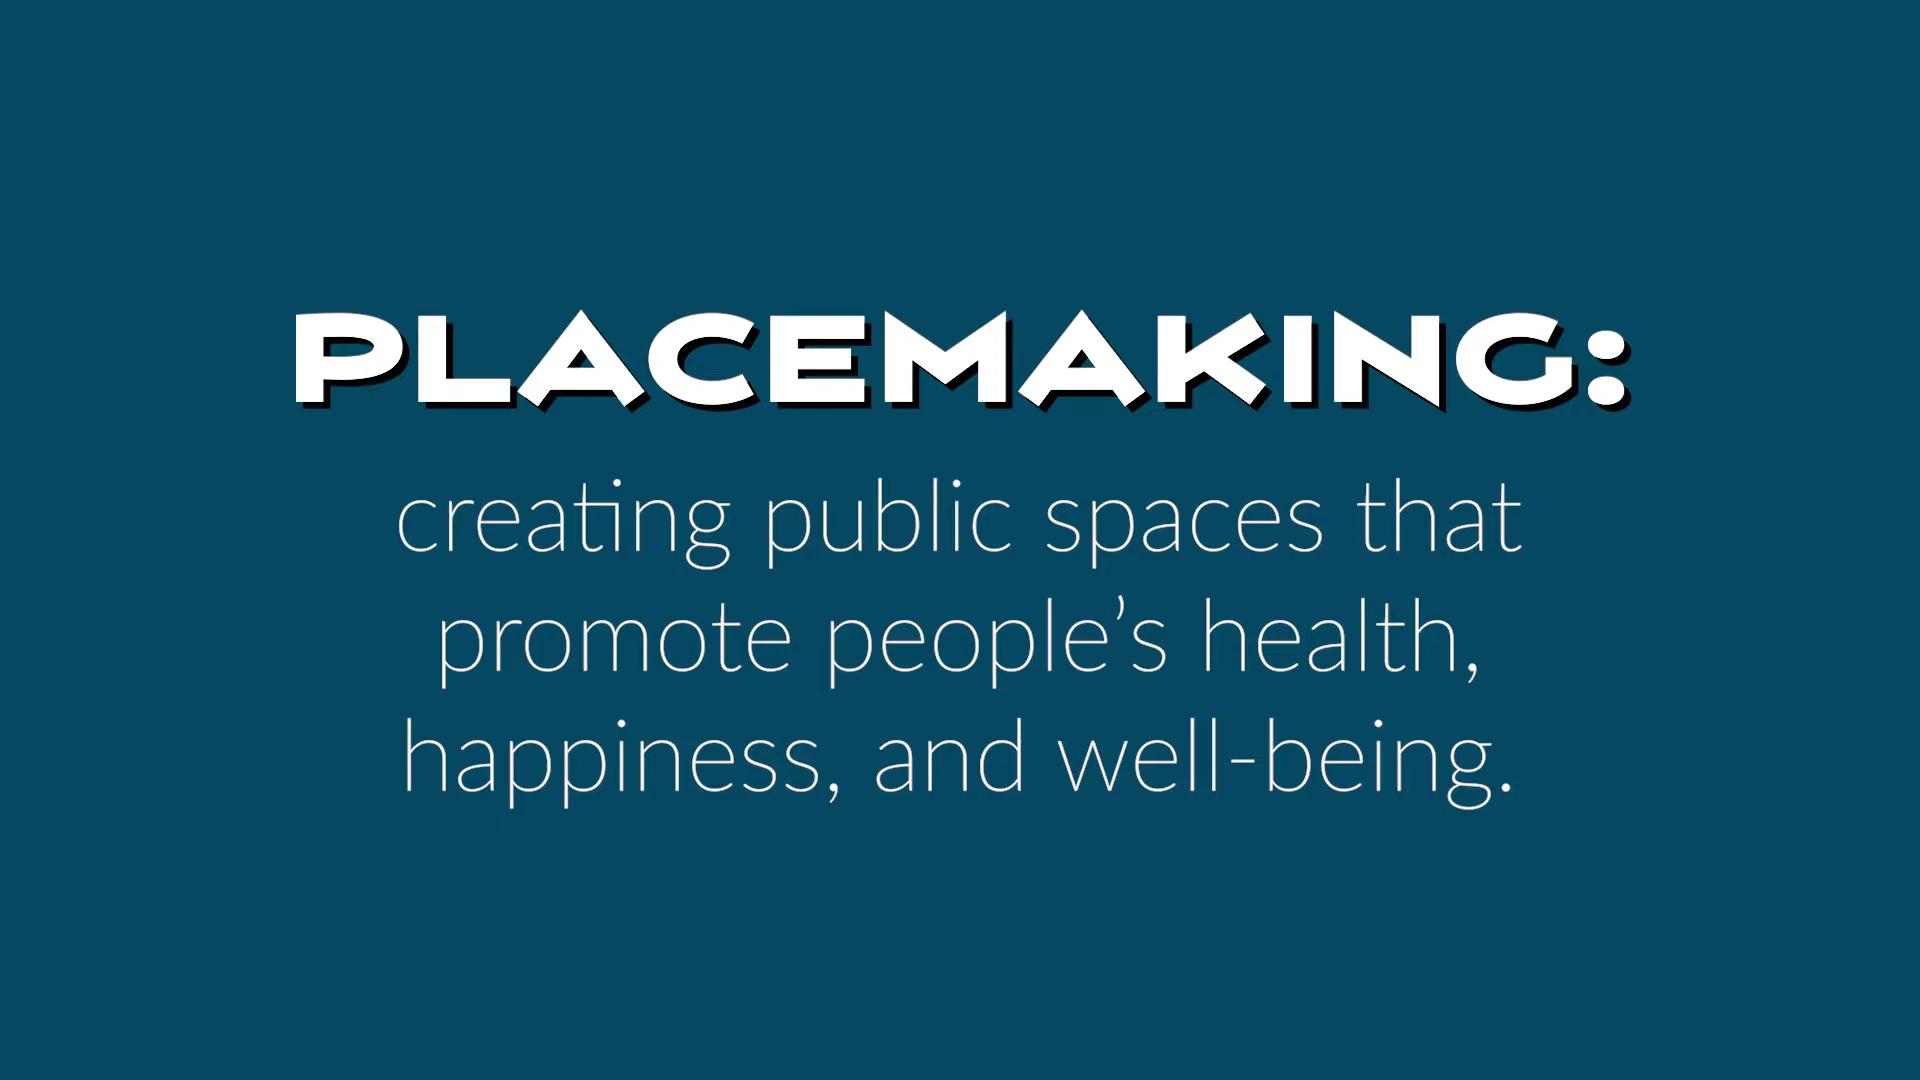 PLACEMAKING:
creating public spaces that
promote people’s health,
happiness, and well-being.